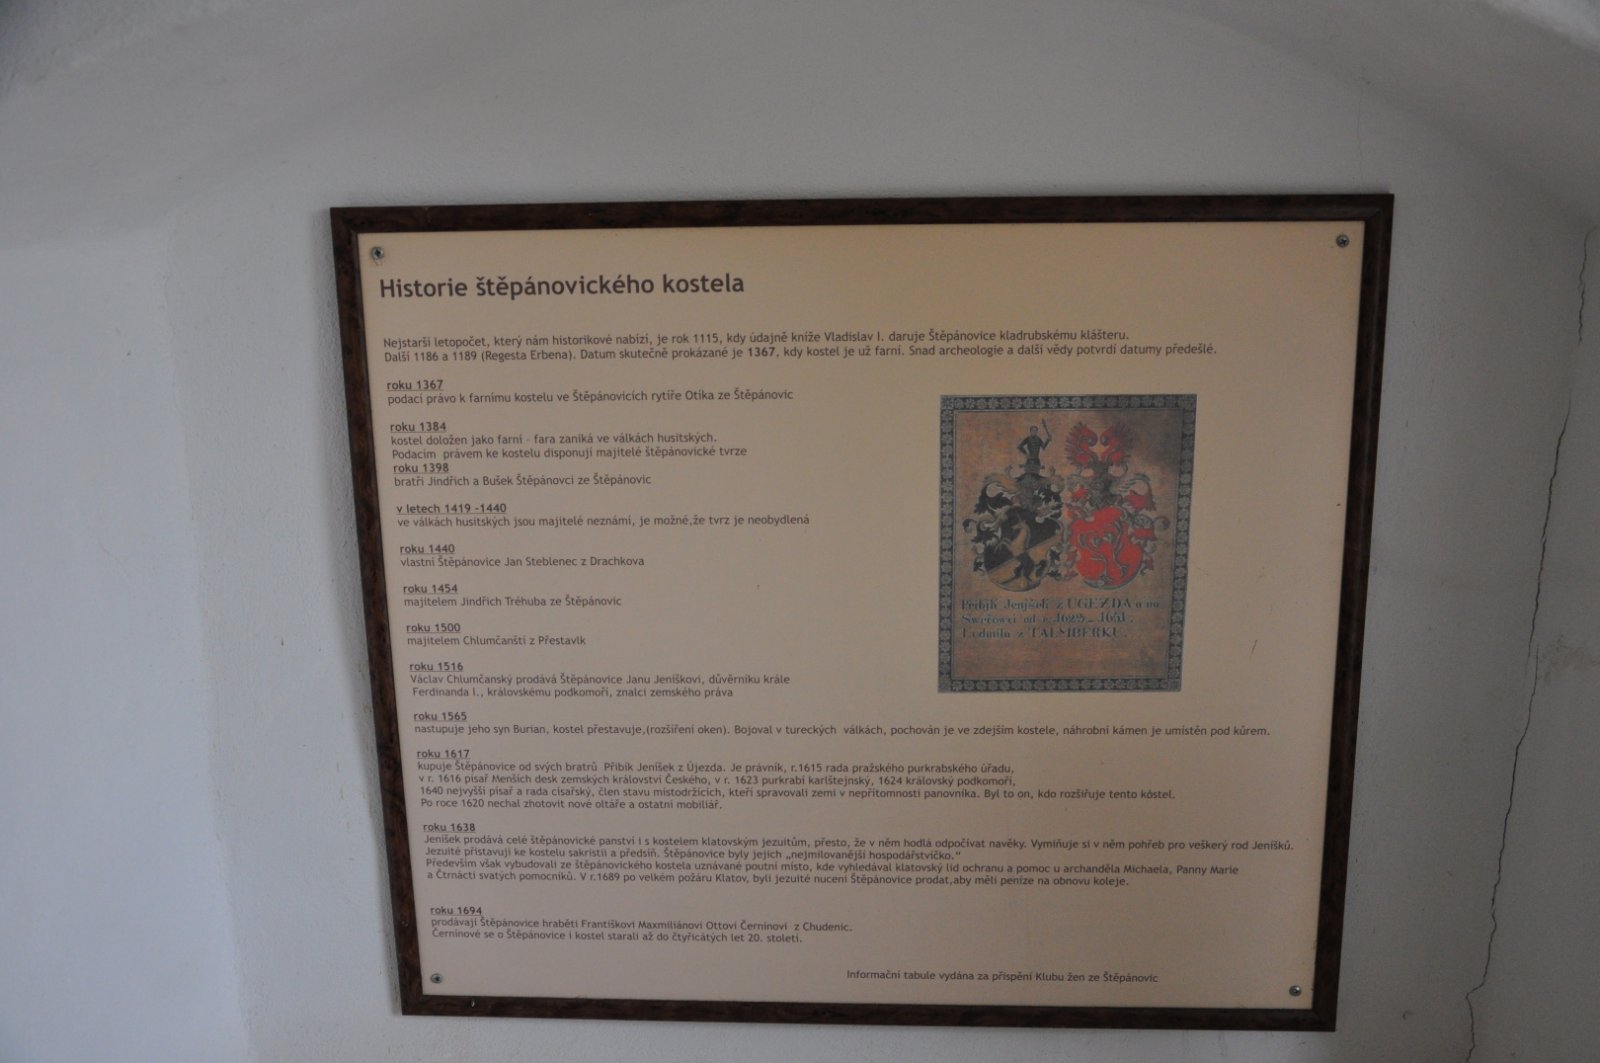 Historie štěpánovického kostela
Nejstarší letopočet, který nám historikové nabízí, je rok 1115, kdy údajně kníže Vladislav I. daruje Štěpánovice kladrubskému klášteru.
Další 1186 a 1189 (Regesta Erbena). Datum skutečně prokázané je 1367, kdy kostel je už farní. Snad archeologie a další vědy potvrdí datumy předešlé.
roku 1367
podací právo k farnímu kostelu ve Štěpánovicích rytíře Otíka ze Štěpánovic
roku 1384
kostel doložen jako farní - fara zaniká ve válkách husitských.
Podacím právem ke kostelu disponují majitelé štěpánovické tvrze
roku 1398
bratři Jindřich a Bušek Štěpánovci ze Štěpánovic
v letech 1419 -1440
ve válkách husitských jsou majitelé neznámí, je možné,že tvrz je neobydlená
roku 1440
vlastní Štěpánovice Jan Steblenec z Drachkova
roku 1454
majitelem Jindřich Tréhuba ze Štěpánovic
roku 1500
majitelem Chlumčanští z Přestavlk
roku 1516
Václav Chlumčanský prodává Štěpánovice Janu Jeníškovi, důvěrníku krále
Ferdinanda I., královskému podkomoří, znalci zemského práva
roku 1565
nastupuje jeho syn Burian, kostel přestavuje,(rozšíření oken). Bojoval v tureckých válkách, pochován je ve zdejším kostele, náhrobní kámen je umístěn pod kůrem.
roku 1617
kupuje Štěpánovice od svých bratrů Přibík Jeníšek z Újezda. Je právník, r.1615 rada pražského purkrabského úřadu,
v r. 1616 písař Menších desk zemských království Českého, v r. 1623 purkrabí karlštejnský, 1624 královský podkomoří,
1640 nejvyšší písař a rada císařský, člen stavu místodržících, kteří spravovali zemi v nepřítomnosti panovníka. Byl to on, kdo rozšiřuje tento kostel.
Po roce 1620 nechal zhotovit nové oltáře a ostatní mobiliář.
roku 1638
Jeníšek prodává celé štěpánovické panství i s kostelem klatovským jezuitům, přesto, že v něm hodlá odpočívat navěky. Vymiňuje si v něm pohřeb pro veškerý rod Jeníšků.
Jezuité přistavují ke kostelu sakristii a předsíň. Štěpánovice byly jejich „nejmilovanější hospodářstvíčko."
Především však vybudovali ze štěpánovického kostela uznávané poutní místo, kde vyhledával klatovský lid ochranu a pomoc u archanděla Michaela, Panny Marie
a Čtrnácti svatých pomocníků. V r.1689 po velkém požáru Klatov, byli jezuité nuceni Štěpánovice prodat,aby měli peníze na obnovu koleje.
roku 1694
prodávají Štěpánovice hraběti Františkovi Maxmiliánovi Ottovi Černínovi z Chudenic.
Černínové se o Štěpánovice i kostel starali až do čtyřicátých let 20. století.
Přibík Jenjšek z UGEZDA a na
Swečowci od r. 1629 - 1651.
Ludmila z TALMBERKU.
Informační tabule vydána za přispění Klubu žen ze Štěpánovic